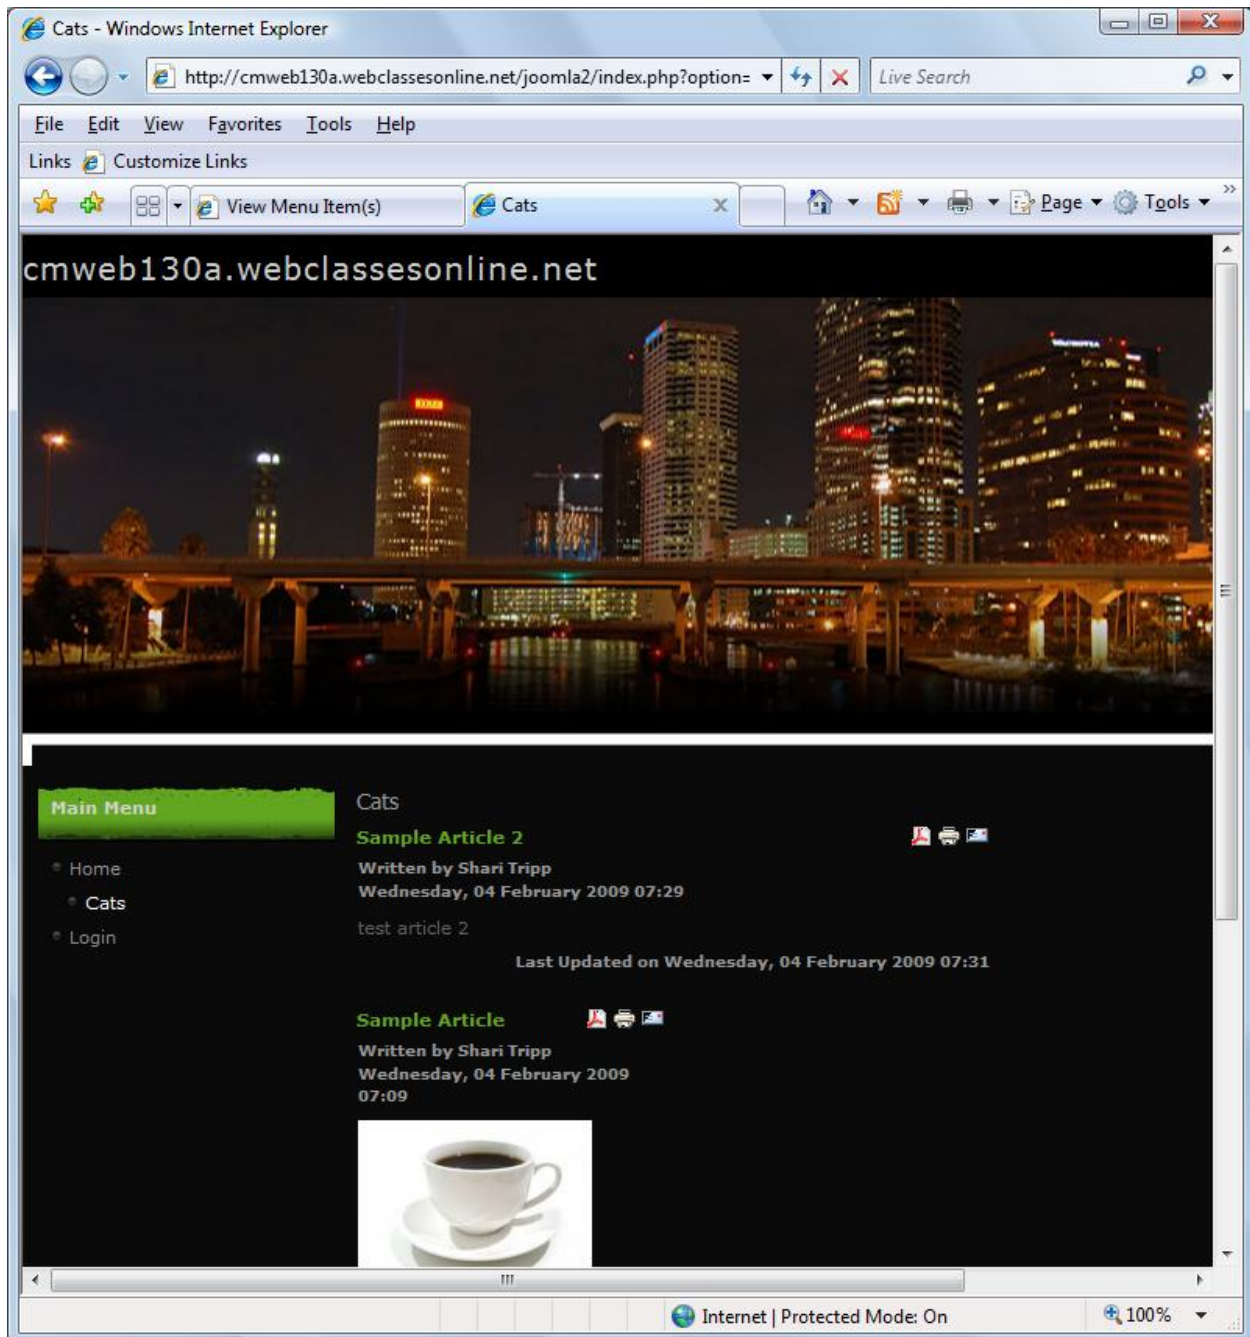 Cats - Windows Internet Explorer
http://cmweb130a.webclassesonline.net/joomla2/index.php?option=
Live Search
File Edit View Favorites Tools Help
Links Customize Links
View Menu Item(s) Cats Page Tools
cmweb130a.webclassesonline.net
Main Menu
Home
Cats
Login
Cats
Sample Article 2
Written by Shari Tripp
Wednesday, 04 February 2009 07:29
test article 2
Last Updated on Wednesday, 04 February 2009 07:31
Sample Article
Written by Shari Tripp
Wednesday, 04 February 2009
07:09
Internet | Protected Mode: On 100%